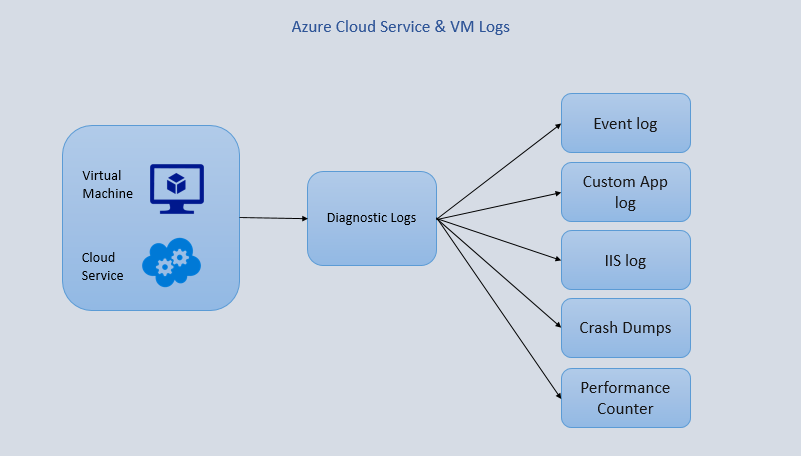 Azure Cloud Service & VM Logs
Virtual
Machine
Cloud
Service
Diagnostic Logs
Event log
Custom App
log
IIS log
Crash Dumps
Performance
Counter